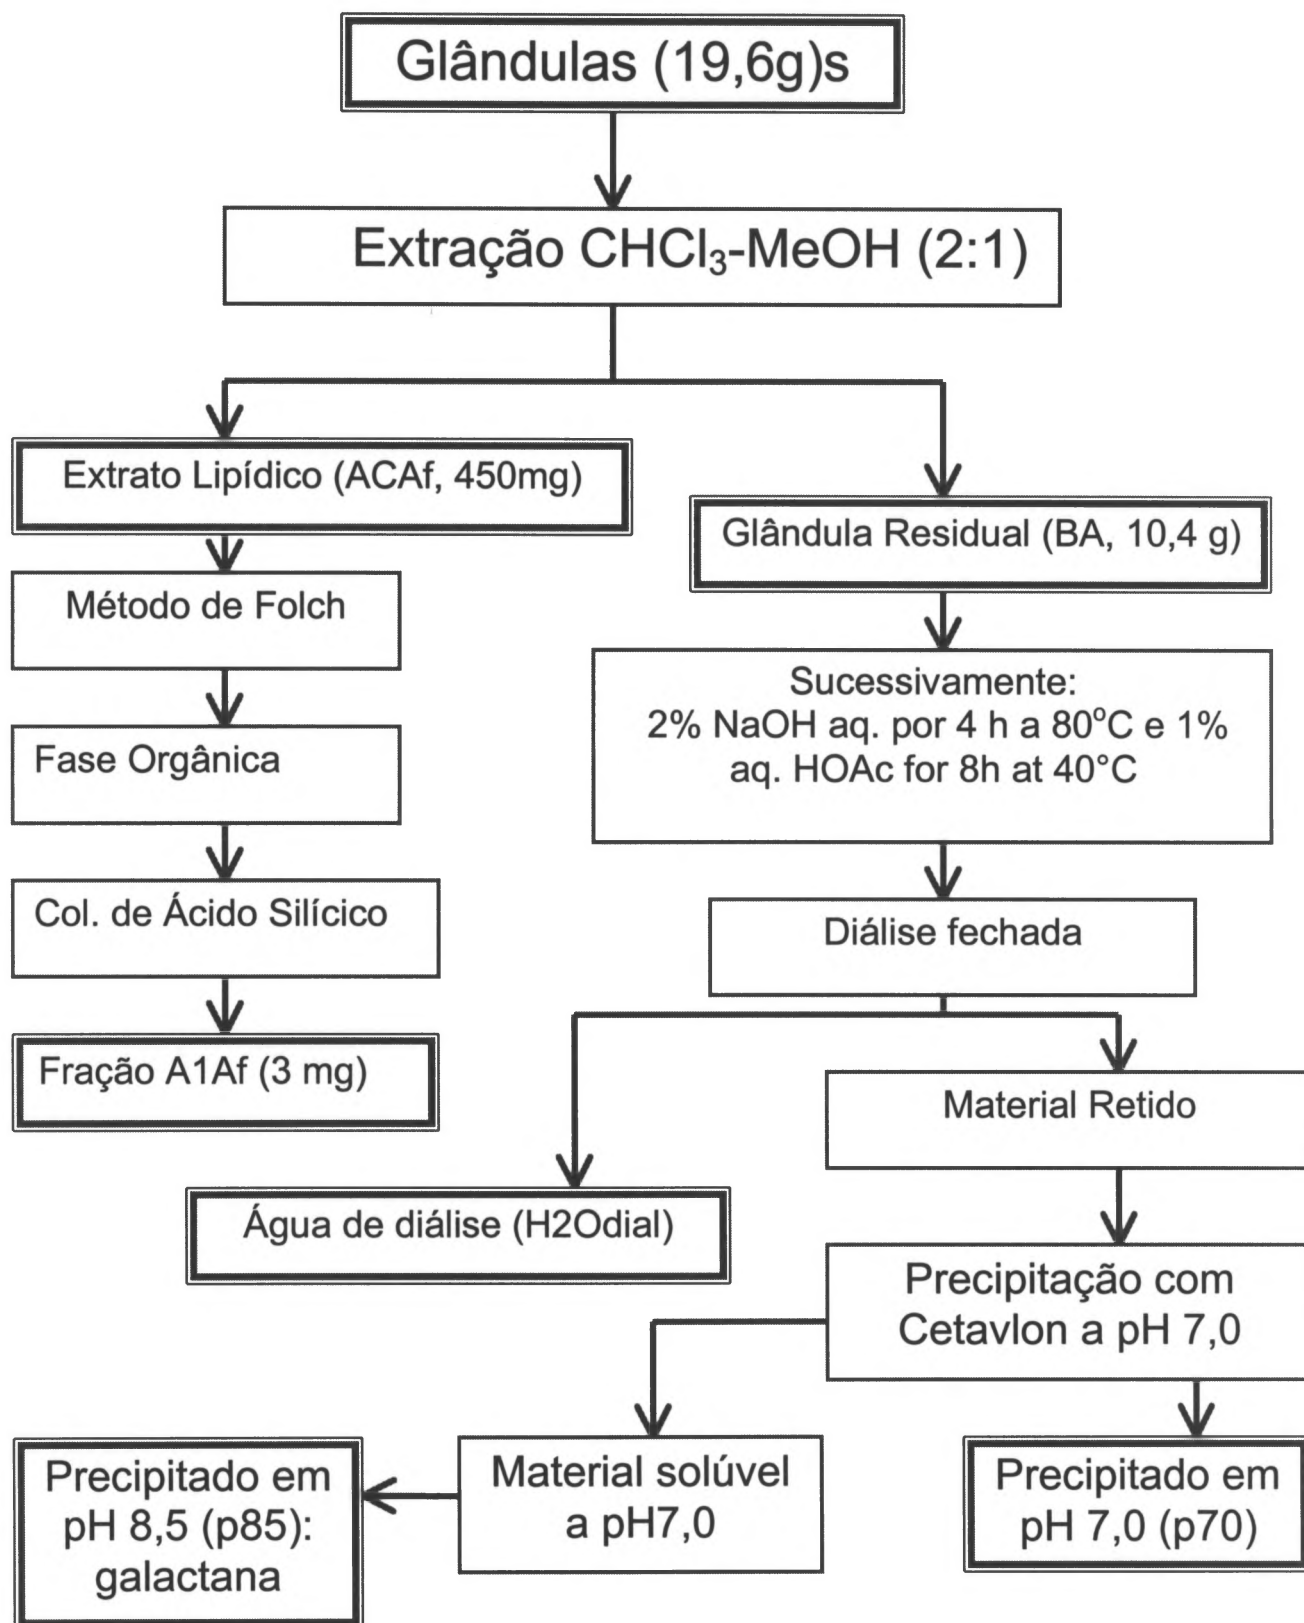 Glândulas (19,6g)s
Extração CHCl₃-MeOH (2:1)
Extrato Lipídico (ACAf, 450mg)
Método de Folch
Fase Orgânica
Col. de Ácido Silícico
Fração A1Af (3 mg)
Glândula Residual (BA, 10,4 g)
Sucessivamente:
2% NaOH aq. por 4 h a 80°C e 1%
aq. HOAc for 8h at 40°C
Diálise fechada
Água de diálise (H2Odial)
Material Retido
Precipitação com
Cetavlon a pH 7,0
Material solúvel
a pH7,0
Precipitado em
pH 8,5 (p85):
galactana
Precipitado em
pH 7,0 (p70)